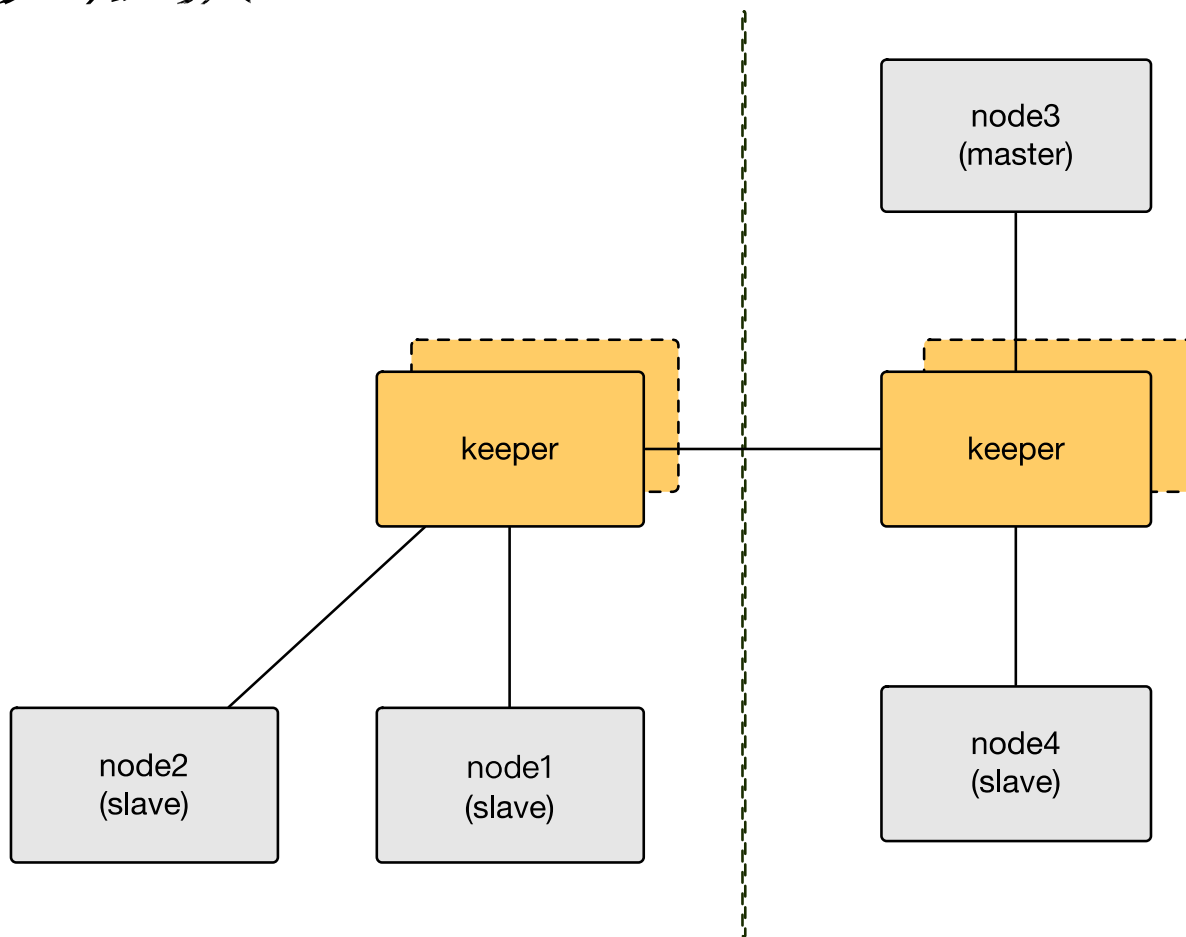 node3
(master)
keeper
keeper
node2
(slave)
node1
(slave)
node4
(slave)